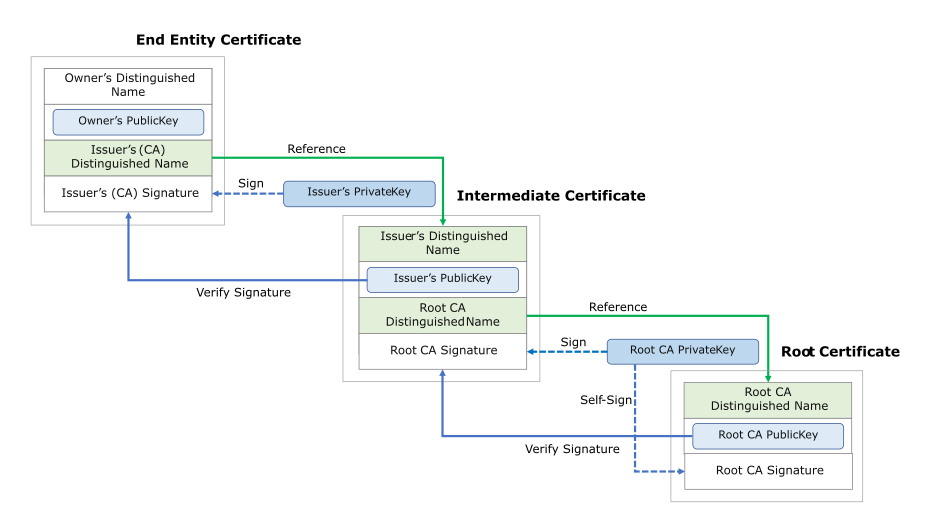 End Entity Certificate
Owner's Distinguished
Name
Owner's PublicKey
Issuer's (CA)
Distinguished Name
Issuer's (CA) Signature
Reference
Sign
Issuer's PrivateKey
Verify Signature
Intermediate Certificate
Issuer's Distinguished
Name
Issuer's PublicKey
Root CA
DistinguishedName
Root CA Signature
Reference
Sign
Root CA PrivateKey
Self-Sign
Verify Signature
Root Certificate
Root CA
Distinguished Name
Root CA PublicKey
Root CA Signature